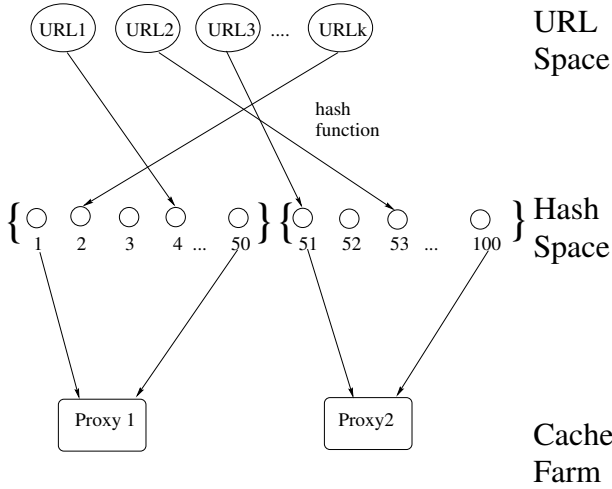 URL1 URL2 URL3 .... URLk
URL
Space
hash
function
{ } { }
1 2 3 4 ... 50 51 52 53 ... 100
Hash
Space
Proxy 1 Proxy2
Cache
Farm